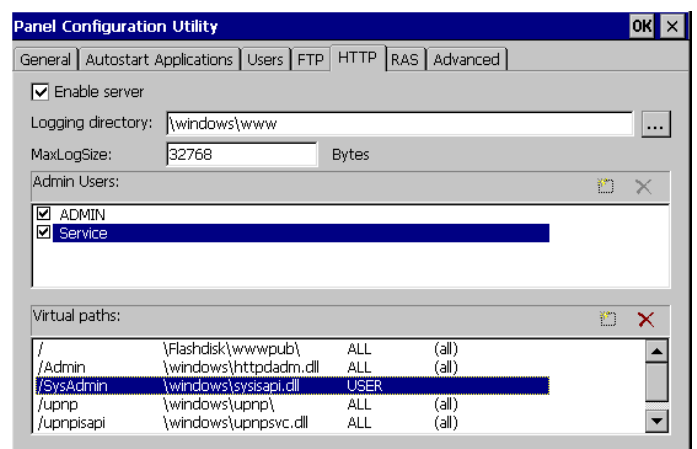 Panel Configuration Utility OK ×
General Autostart Applications Users FTP HTTP RAS Advanced
Enable server
Logging directory: \windows\www ...
MaxLogSize: 32768 Bytes
Admin Users:
ADMIN
Service
Virtual paths:
/ \Flashdisk\wwwpub\ ALL (all)
/Admin \windows\httpdadm.dll ALL (all)
/SysAdmin \windows\sysisapi.dll USER
/upnp \windows\upnp\ ALL (all)
/upnpisapi \windows\upnpsvc.dll ALL (all)